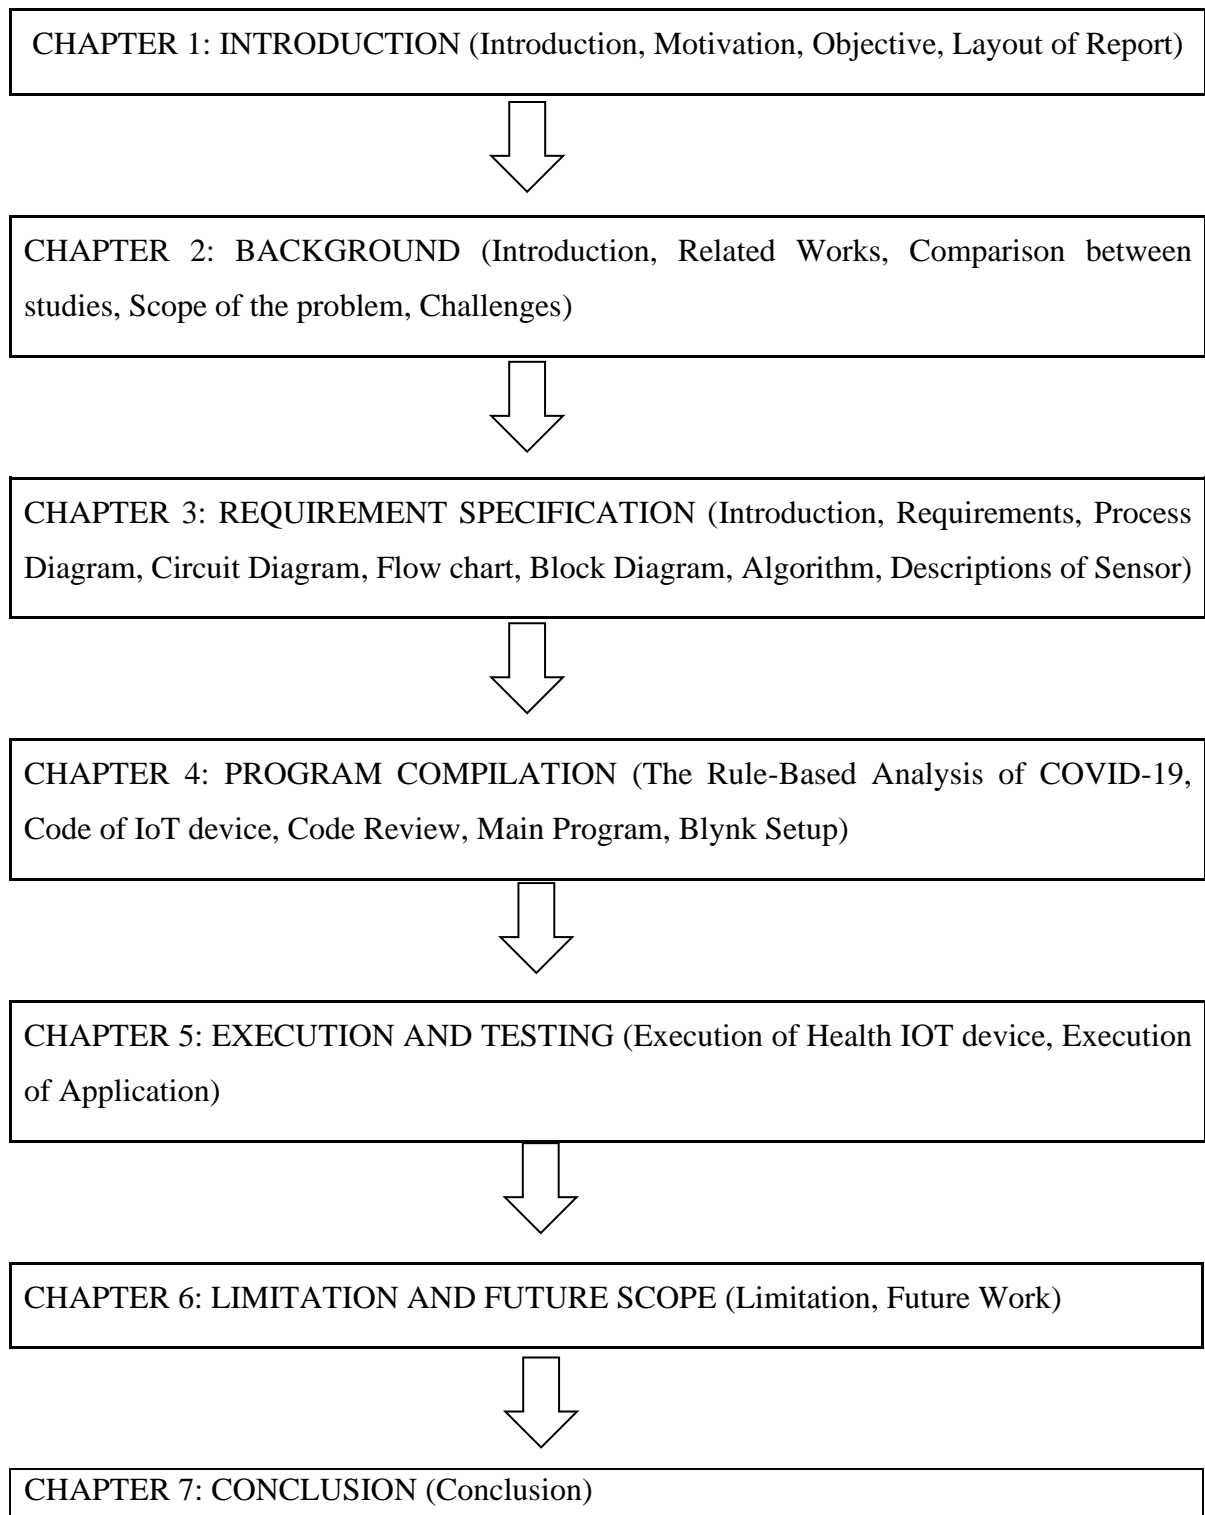 CHAPTER 1: INTRODUCTION (Introduction, Motivation, Objective, Layout of Report)
CHAPTER 2: BACKGROUND (Introduction, Related Works, Comparison between
studies, Scope of the problem, Challenges)
CHAPTER 3: REQUIREMENT SPECIFICATION (Introduction, Requirements, Process
Diagram, Circuit Diagram, Flow chart, Block Diagram, Algorithm, Descriptions of Sensor)
CHAPTER 4: PROGRAM COMPILATION (The Rule-Based Analysis of COVID-19,
Code of IoT device, Code Review, Main Program, Blynk Setup)
CHAPTER 5: EXECUTION AND TESTING (Execution of Health IOT device, Execution
of Application)
CHAPTER 6: LIMITATION AND FUTURE SCOPE (Limitation, Future Work)
CHAPTER 7: CONCLUSION (Conclusion)